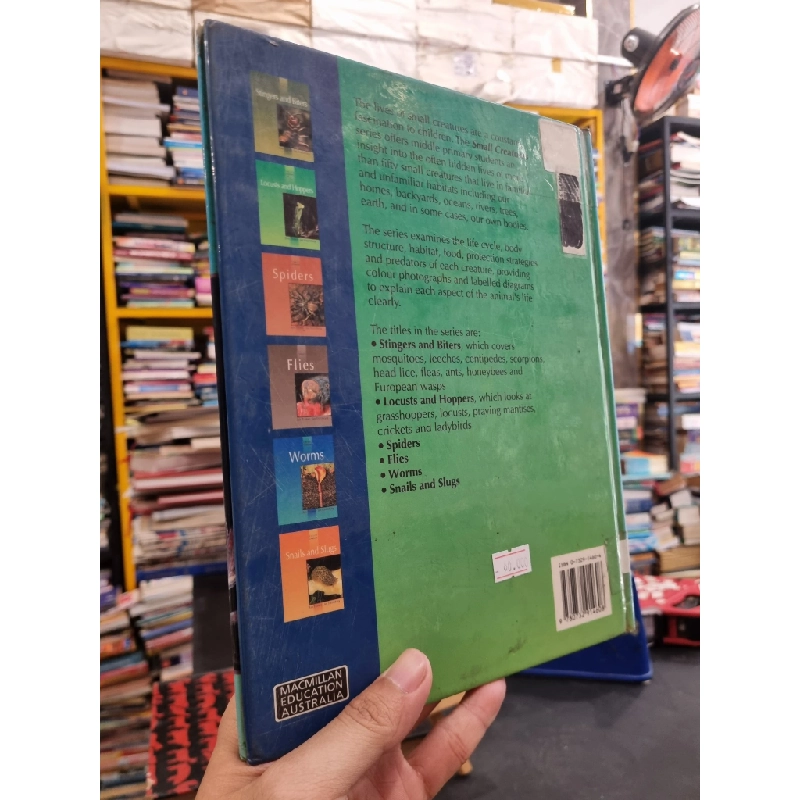 The lives of small creatures are a constant
fascination to children. The Small Creatures
series offers middle primary students an
insight into the often hidden lives of more
than fifty small creatures that live in familiar
and unfamiliar habitats including our
homes, backyards, oceans, rivers, trees,
earth, and in some cases, our own bodies.
The series examines the life cycle, body
structure, habitat, food, protection strategies
and predators of each creature, providing
colour photographs and labelled diagrams
to explain each aspect of the animal's life
clearly.
The titles in the series are:
• Stingers and Biters, which covers
mosquitoes, leeches, centipedes, scorpions,
head lice, fleas, ants, honeybees and
European wasps
• Locusts and Hoppers, which looks at
grasshoppers, locusts, praying mantises,
crickets and ladybirds
• Spiders
• Flies
• Worms
• Snails and Slugs
Stingers and Biters
Locusts and Hoppers
Spiders
Flies
Worms
Snails and Slugs
MACMILLAN
EDUCATION
AUSTRALIA